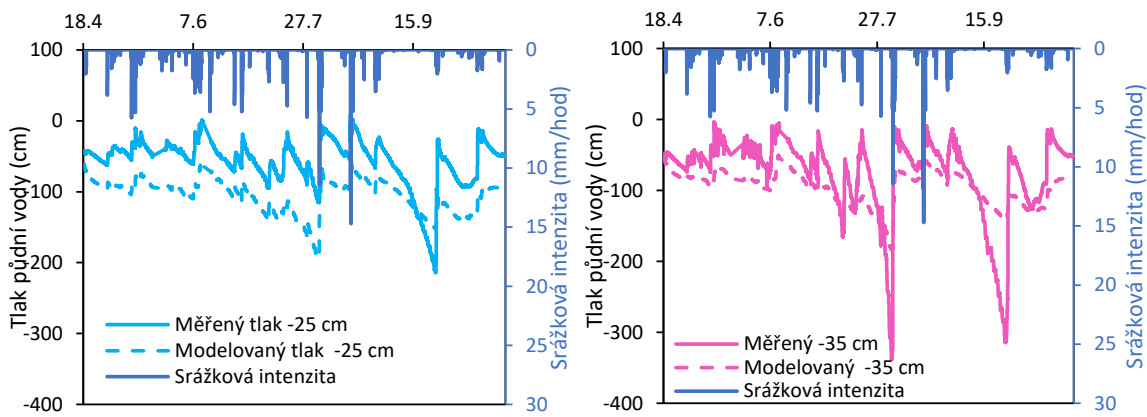 18.4 7.6 27.7 15.9
100
0
-100
-200
-300
-400
Tlak půdní vody (cm)
0
5
10
15
20
25
30
Srážková intenzita (mm/hod)
Měřený tlak -25 cm
Modelovaný tlak -25 cm
Srážková intenzita
18.4 7.6 27.7 15.9
100
0
-100
-200
-300
-400
Tlak půdní vody (cm)
0
5
10
15
20
25
30
Srážková intenzita (mm/hod)
Měřený -35 cm
Modelovaný -35 cm
Srážková intenzita